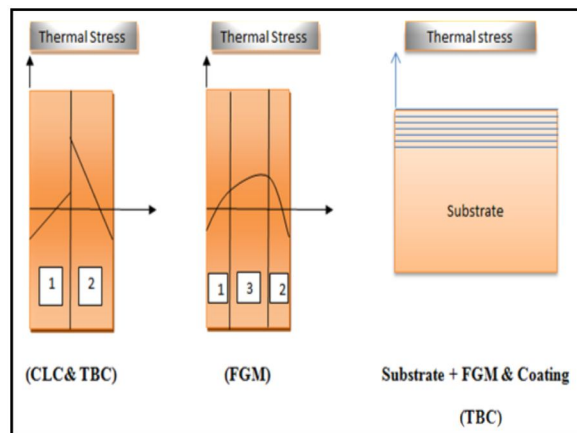 Thermal Stress
Thermal Stress
Thermal stress
1
2
1
3
2
Substrate
(CLC& TBC)
(FGM)
Substrate + FGM & Coating
(TBC)